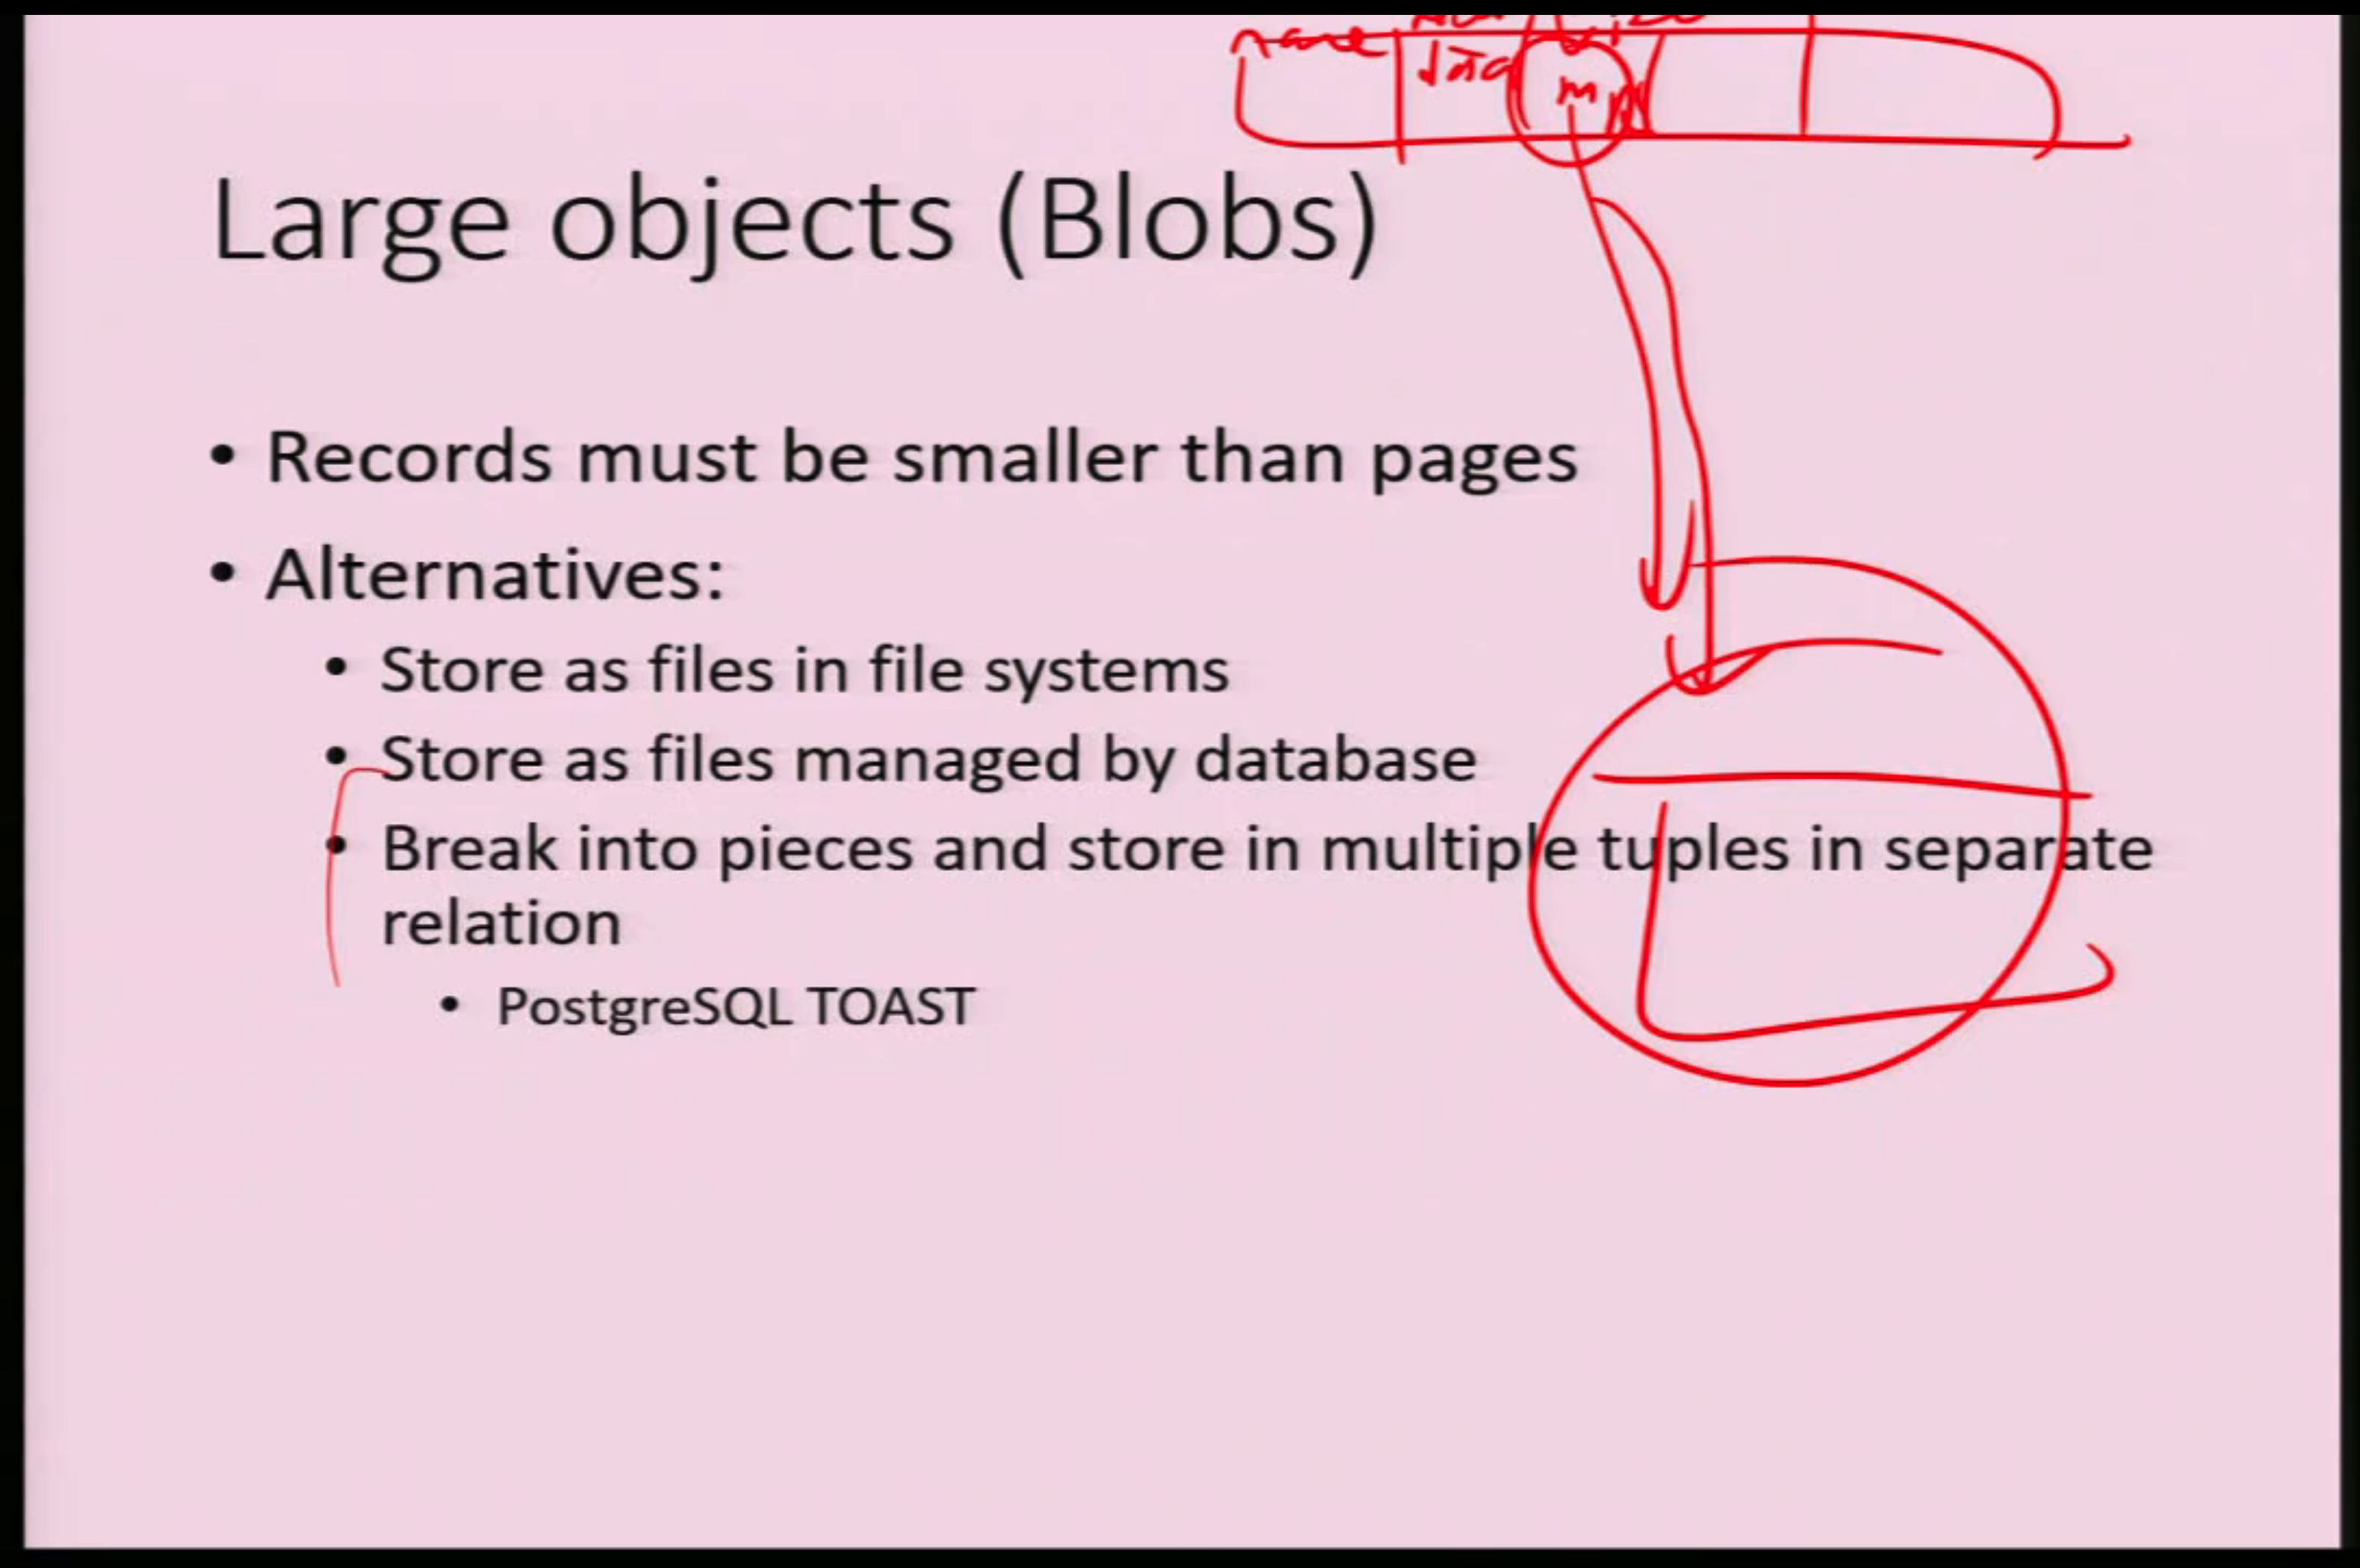 name
data
m
Large objects (Blobs)
• Records must be smaller than pages
• Alternatives:
• Store as files in file systems
• Store as files managed by database
• Break into pieces and store in multiple tuples in separate
relation
• PostgreSQL TOAST